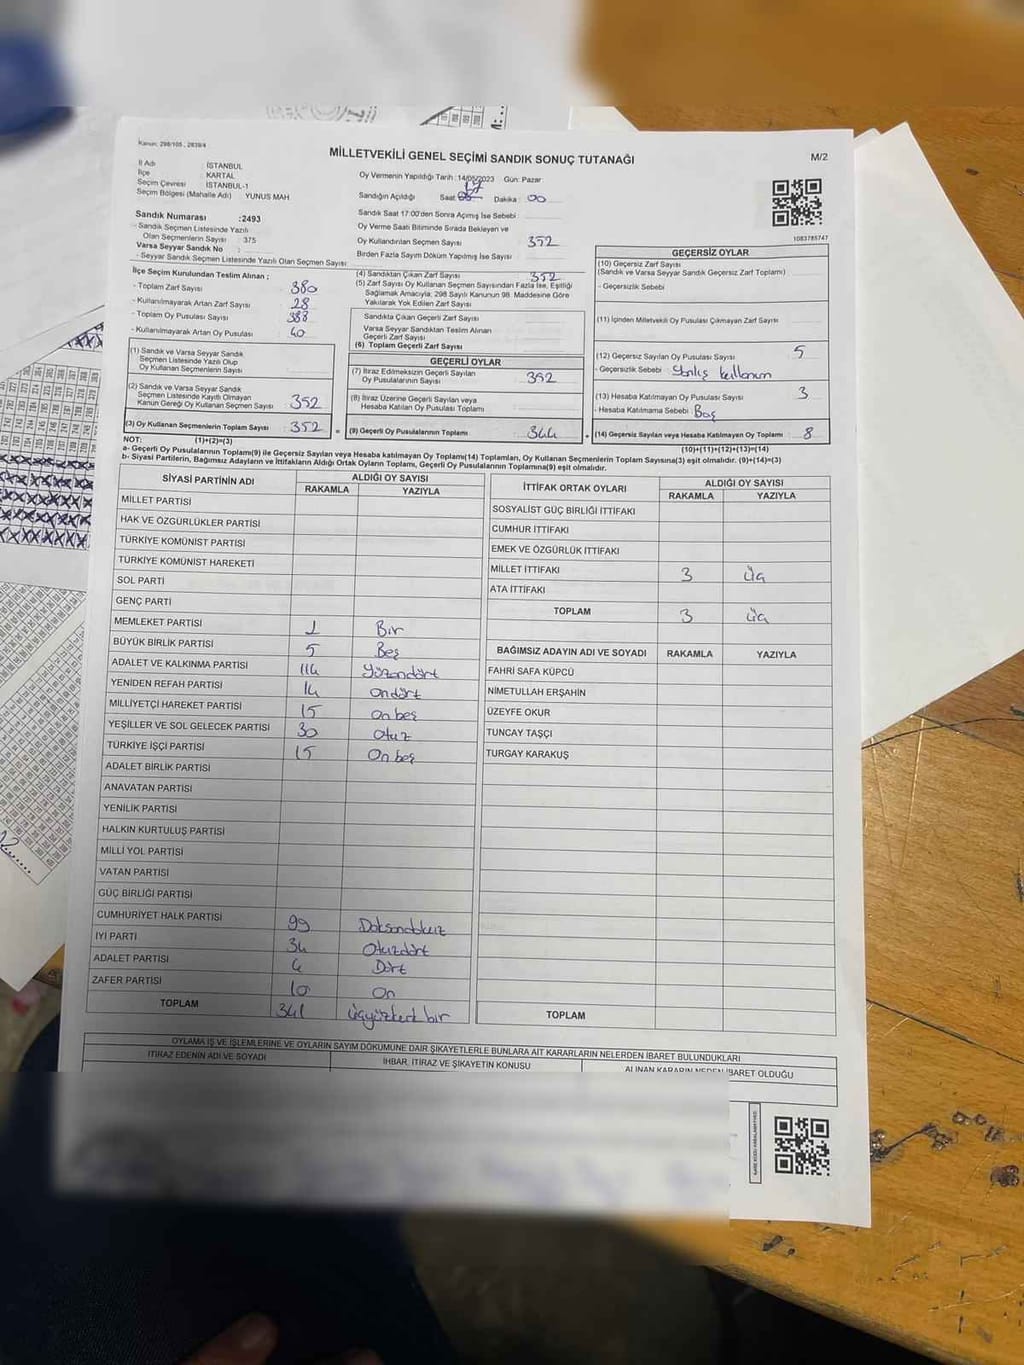 Kanun: 298/105, 2839/4
MİLLETVEKİLİ GENEL SEÇİMİ SANDIK SONUÇ TUTANAĞI
M/2
İl Adı : İSTANBUL
İlçe : KARTAL
Seçim Çevresi : İSTANBUL-1
Seçim Bölgesi (Mahalle Adı) YUNUS MAH.
Sandık Numarası :2493
Sandık Seçmen Listesinde Yazılı
Olan Seçmenlerin Sayısı : 375
Varsa Seyyar Sandık No :
- Seyyar Seçmen Listesinde Yazılı Olan Seçmen Sayısı:
Oy Vermenin Yapıldığı Tarih : 14/05/2023 Gün: Pazar
Sandığın Açıldığı Saat: 17 Dakika : 00
Sandık Saat 17:00'den Sonra Açılmış İse Sebebi :
Oy Verme Saati Bitiminde Sırada Bekleyen ve
Oy Kullandırılan Seçmen Sayısı : 352
Birden Fazla Sayım Dökümü Yapılmış İse Sayısı :
1083785747
İlçe Seçim Kurulundan Teslim Alınan ;
- Toplam Zarf Sayısı : 380
- Kullanılmayarak Artan Zarf Sayısı : 28
- Toplam Oy Pusulası Sayısı : 388
- Kullanılmayarak Artan Oy Pusulası : 40
(1) Sandık ve Varsa Seyyar Sandık
Seçmen Listesinde Yazılı Olup
Oy Kullanan Seçmen Sayısı :
(2) Sandık ve Varsa Seyyar Sandık
Seçmen Listesinde Kayıtlı Olmayan
Kanun Gereği Oy Kullanan Seçmen Sayısı : 352
(3) Oy Kullanan Seçmenlerin Toplam Sayısı : 352
(4) Sandıktan Çıkan Zarf Sayısı : 352
(5) Zarf Sayısı Oy Kullanan Seçmen Sayısından Fazla İse, Eşitliği
Sağlamak Amacıyla; 298 Sayılı Kanunun 98. Maddesine Göre
Yakılarak Yok Edilen Zarf Sayısı :
Sandıkta Çıkan Geçerli Zarf Sayısı :
Varsa Seyyar Sandıktan Teslim Alınan
Geçerli Zarf Sayısı :
(6) Toplam Geçerli Zarf Sayısı :
GEÇERLİ OYLAR
(7) İtiraz Edilmeksizin Geçerli Sayılan
Oy Pusulalarının Sayısı : 352
(8) İtiraz Üzerine Geçerli Sayılan veya
Hesaba Katılan Oy Pusulası Toplamı :
= (9) Geçerli Oy Pusulalarının Toplamı : 344
GEÇERSİZ OYLAR
(10) Geçersiz Zarf Sayısı :
(Sandık ve Varsa Seyyar Sandık Geçersiz Zarf Toplamı)
- Geçersizlik Sebebi :
(11) İçinden Milletvekili Oy Pusulası Çıkmayan Zarf Sayısı :
(12) Geçersiz Sayılan Oy Pusulası Sayısı : 5
- Geçersizlik Sebebi : Yanlış kullanım
(13) Hesaba Katılmayan Oy Pusulası Sayısı : 3
- Hesaba Katılmama Sebebi : Boş
+ (14) Geçersiz Sayılan veya Hesaba Katılmayan Oy Toplamı : 8
NOT: (1)+(2)=(3) (10)+(11)+(12)+(13)=(14)
a- Geçerli Oy Pusulalarının Toplamı(9) ile Geçersiz Sayılan veya Hesaba katılmayan Oy Toplamı(14) Toplamları, Oy Kullanan Seçmenlerin Toplam Sayısına(3) eşit olmalıdır. (9)+(14)=(3)
b- Siyasi Partilerin, Bağımsız Adayların ve İttifakların Aldığı Ortak Oyların Toplamı, Geçerli Oy Pusulalarının Toplamına(9) eşit olmalıdır.
SİYASİ PARTİNİN ADI ALDIĞI OY SAYISI
RAKAMLA YAZIYLA
MİLLET PARTİSİ
HAK VE ÖZGÜRLÜKLER PARTİSİ
TÜRKİYE KOMÜNİST PARTİSİ
TÜRKİYE KOMÜNİST HAREKETİ
SOL PARTİ
GENÇ PARTİ
MEMLEKET PARTİSİ 1 Bir
BÜYÜK BİRLİK PARTİSİ 5 Beş
ADALET VE KALKINMA PARTİSİ 114 Yüzondört
YENİDEN REFAH PARTİSİ 14 Ondört
MİLLİYETÇİ HAREKET PARTİSİ 15 On beş
YEŞİLLER VE SOL GELECEK PARTİSİ 30 Otuz
TÜRKİYE İŞÇİ PARTİSİ 15 On beş
ADALET BİRLİK PARTİSİ
ANAVATAN PARTİSİ
YENİLİK PARTİSİ
HALKIN KURTULUŞ PARTİSİ
MİLLİ YOL PARTİSİ
VATAN PARTİSİ
GÜÇ BİRLİĞİ PARTİSİ
CUMHURİYET HALK PARTİSİ 99 Doksandokuz
İYİ PARTİ 34 Otuzdört
ADALET PARTİSİ 4 Dört
ZAFER PARTİSİ 10 On
TOPLAM 341 Üçyüzkırk bir
İTTİFAK ORTAK OYLARI ALDIĞI OY SAYISI
RAKAMLA YAZIYLA
SOSYALİST GÜÇ BİRLİĞİ İTTİFAKI
CUMHUR İTTİFAKI
EMEK VE ÖZGÜRLÜK İTTİFAKI
MİLLET İTTİFAKI 3 Üç
ATA İTTİFAKI
TOPLAM 3 Üç
BAĞIMSIZ ADAYIN ADI VE SOYADI RAKAMLA YAZIYLA
FAHRİ SAFA KÜPCÜ
NİMETULLAH ERŞAHİN
ÜZEYFE OKUR
TUNCAY TAŞÇI
TURGAY KARAKUŞ
TOPLAM
OYLAMA İŞ VE İŞLEMLERİNE VE OYLARIN SAYIM DÖKÜMÜNE DAİR ŞİKAYETLERLE BUNLARA AİT KARARLARIN NELERDEN İBARET BULUNDUKLARI
İTİRAZ EDENİN ADI VE SOYADI İHBAR, İTİRAZ VE ŞİKAYETİN KONUSU ALINAN KARARIN NEDEN İBARET OLDUĞU